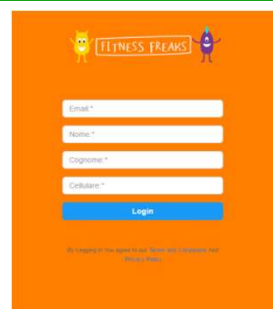 FITNESS FREAKS
Email:*
Nome:*
Cognome:*
Cellulare:*
Login
By Logging in You agree to our Terms and Conditions And
Privacy Policy